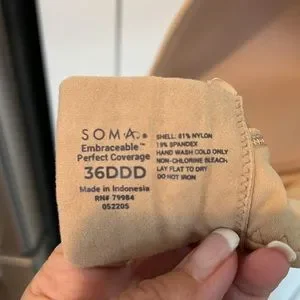 SOMA®
Embraceable™
Perfect Coverage
36DDD
Made in Indonesia
RN# 79984
052205
SHELL: 81% NYLON
19% SPANDEX
HAND WASH COLD ONLY
NON-CHLORINE BLEACH
LAY FLAT TO DRY
DO NOT IRON